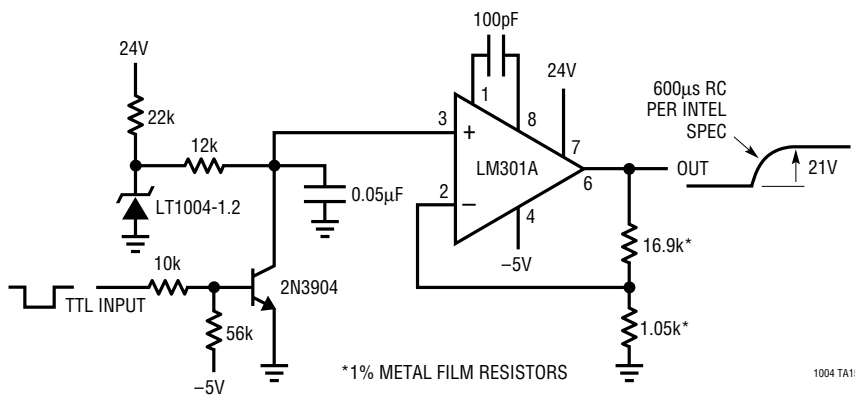 100pF
24V
22k
12k
LT1004-1.2
0.05µF
10k
TTL INPUT
2N3904
56k
–5V
3
+
2
–
1
8
LM301A
24V
7
6
4
–5V
OUT
600µs RC
PER INTEL
SPEC
21V
16.9k*
1.05k*
*1% METAL FILM RESISTORS